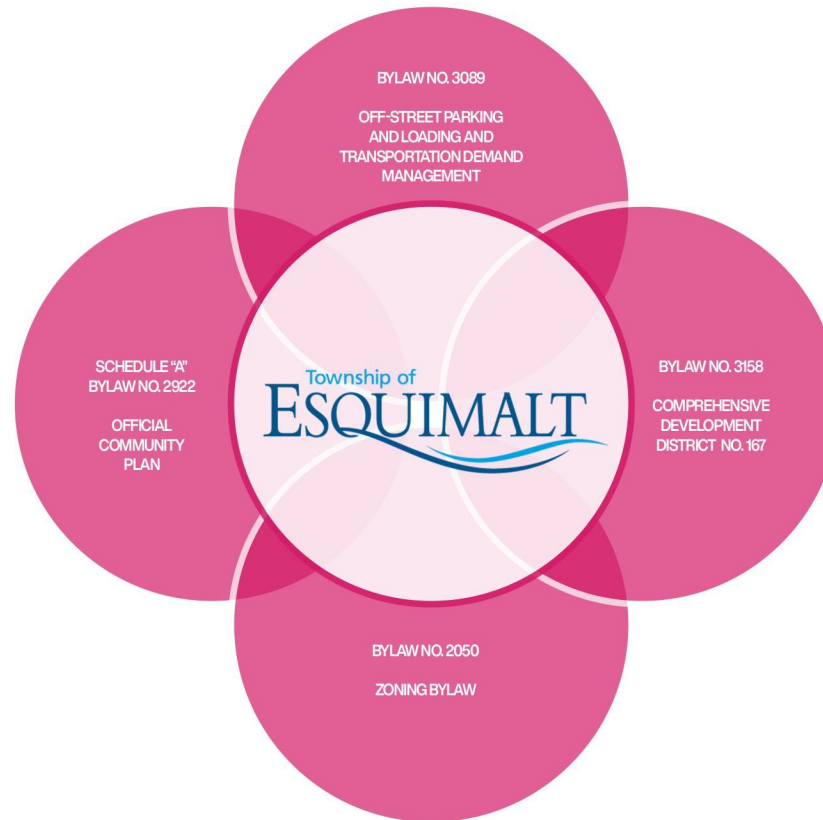 BYLAW NO. 3089
OFF-STREET PARKING
AND LOADING AND
TRANSPORTATION DEMAND
MANAGEMENT
SCHEDULE "A"
BYLAW NO. 2922
OFFICIAL
COMMUNITY
PLAN
Township of
ESQUIMALT
BYLAW NO. 3158
COMPREHENSIVE
DEVELOPMENT
DISTRICT NO. 167
BYLAW NO. 2050
ZONING BYLAW